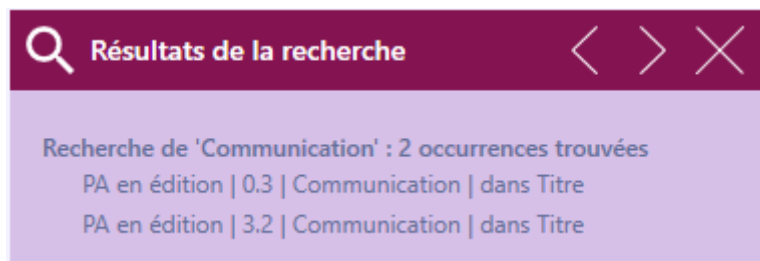 Résultats de la recherche
Recherche de 'Communication' : 2 occurrences trouvées
PA en édition | 0.3 | Communication | dans Titre
PA en édition | 3.2 | Communication | dans Titre